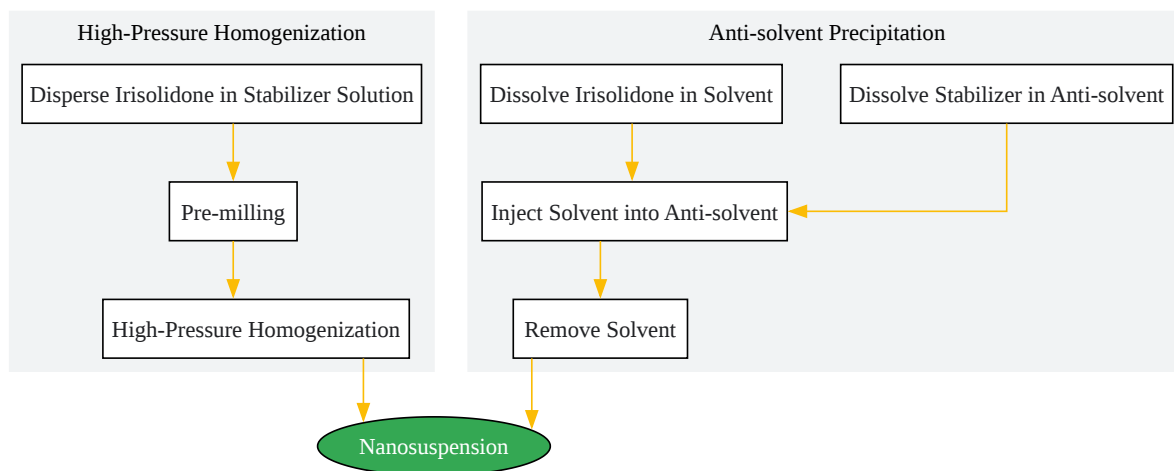 High-Pressure Homogenization
Disperse Irisolidone in Stabilizer Solution
Pre-milling
High-Pressure Homogenization
Anti-solvent Precipitation
Dissolve Irisolidone in Solvent
Dissolve Stabilizer in Anti-solvent
Inject Solvent into Anti-solvent
Remove Solvent
Nanosuspension